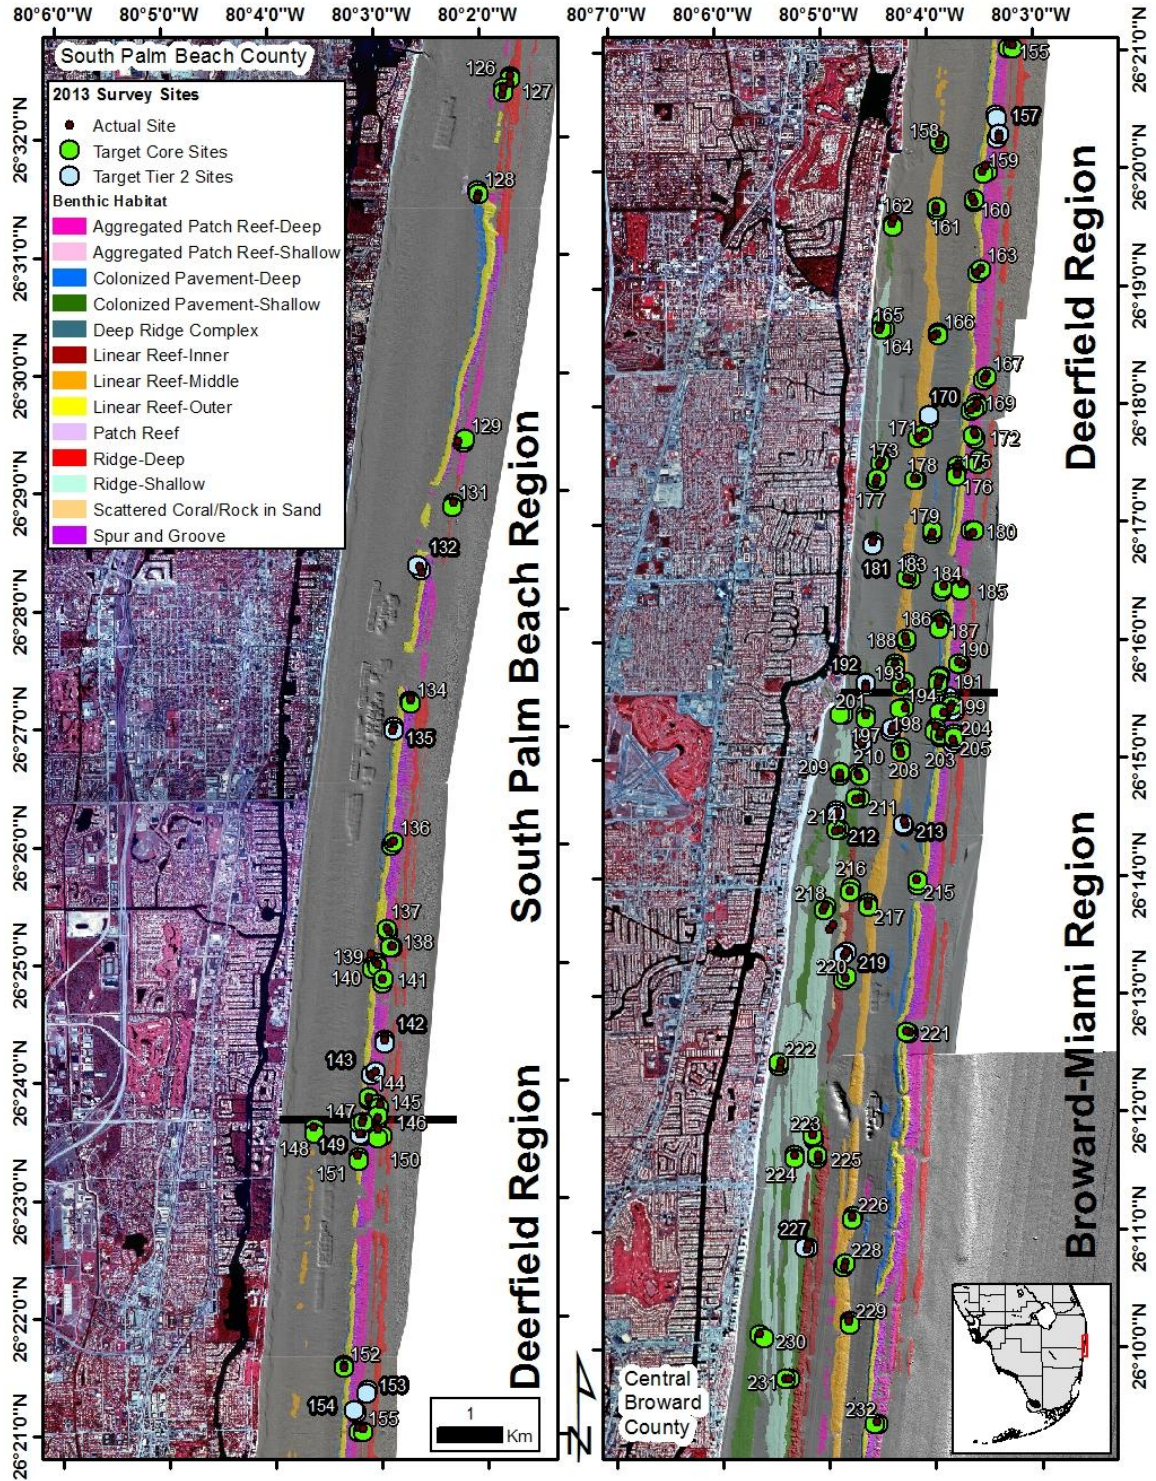 80°6'0"W 80°5'0"W 80°4'0"W 80°3'0"W 80°2'0"W
80°7'0"W 80°6'0"W 80°5'0"W 80°4'0"W 80°3'0"W
South Palm Beach County
2013 Survey Sites
Actual Site
Target Core Sites
Target Tier 2 Sites
Benthic Habitat
Aggregated Patch Reef-Deep
Aggregated Patch Reef-Shallow
Colonized Pavement-Deep
Colonized Pavement-Shallow
Deep Ridge Complex
Linear Reef-Inner
Linear Reef-Middle
Linear Reef-Outer
Patch Reef
Ridge-Deep
Ridge-Shallow
Scattered Coral/Rock in Sand
Spur and Groove
26°32'0"N
26°31'0"N
26°30'0"N
26°29'0"N
26°28'0"N
26°27'0"N
26°26'0"N
26°25'0"N
26°24'0"N
26°23'0"N
26°22'0"N
26°21'0"N
126
127
128
129
131
132
134
135
136
137
138
139
140
141
142
143
144
145
147
146
148
149
150
151
152
153
154
155
South Palm Beach Region
Deerfield Region
1
Km
N
155
157
158
159
160
161
162
163
165
164
166
167
169
170
171
172
173
175
176
177
178
179
180
181
183
184
185
186
187
188
190
191
192
193
194
199
201
198
197
204
205
203
208
209
210
211
212
213
214
215
216
217
218
219
220
221
222
223
224
225
226
227
228
229
230
231
232
Deerfield Region
Broward-Miami Region
Central
Broward
County
26°21'0"N
26°20'0"N
26°19'0"N
26°18'0"N
26°17'0"N
26°16'0"N
26°15'0"N
26°14'0"N
26°13'0"N
26°12'0"N
26°11'0"N
26°10'0"N